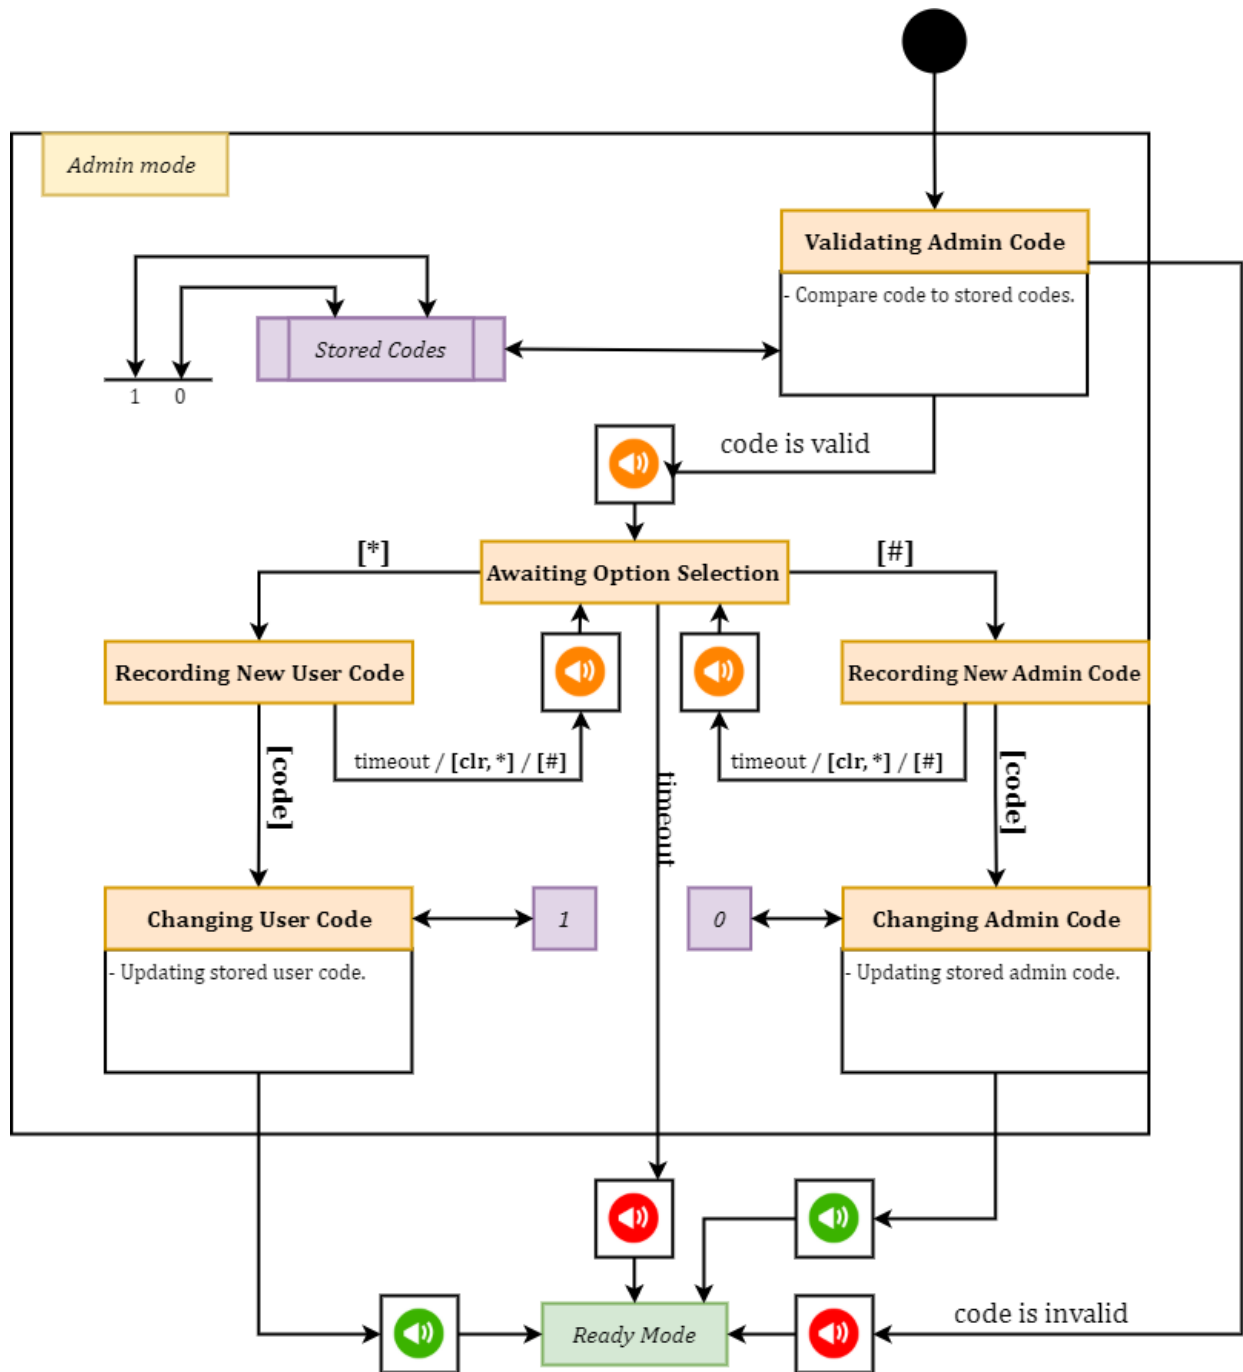 Admin mode
Validating Admin Code
- Compare code to stored codes.
Stored Codes
1 0
code is valid
[*]
Awaiting Option Selection
[#]
Recording New User Code
Recording New Admin Code
timeout / [clr, *] / [#]
timeout / [clr, *] / [#]
[code]
timeout
[code]
Changing User Code
1
0
Changing Admin Code
- Updating stored user code.
- Updating stored admin code.
code is invalid
Ready Mode